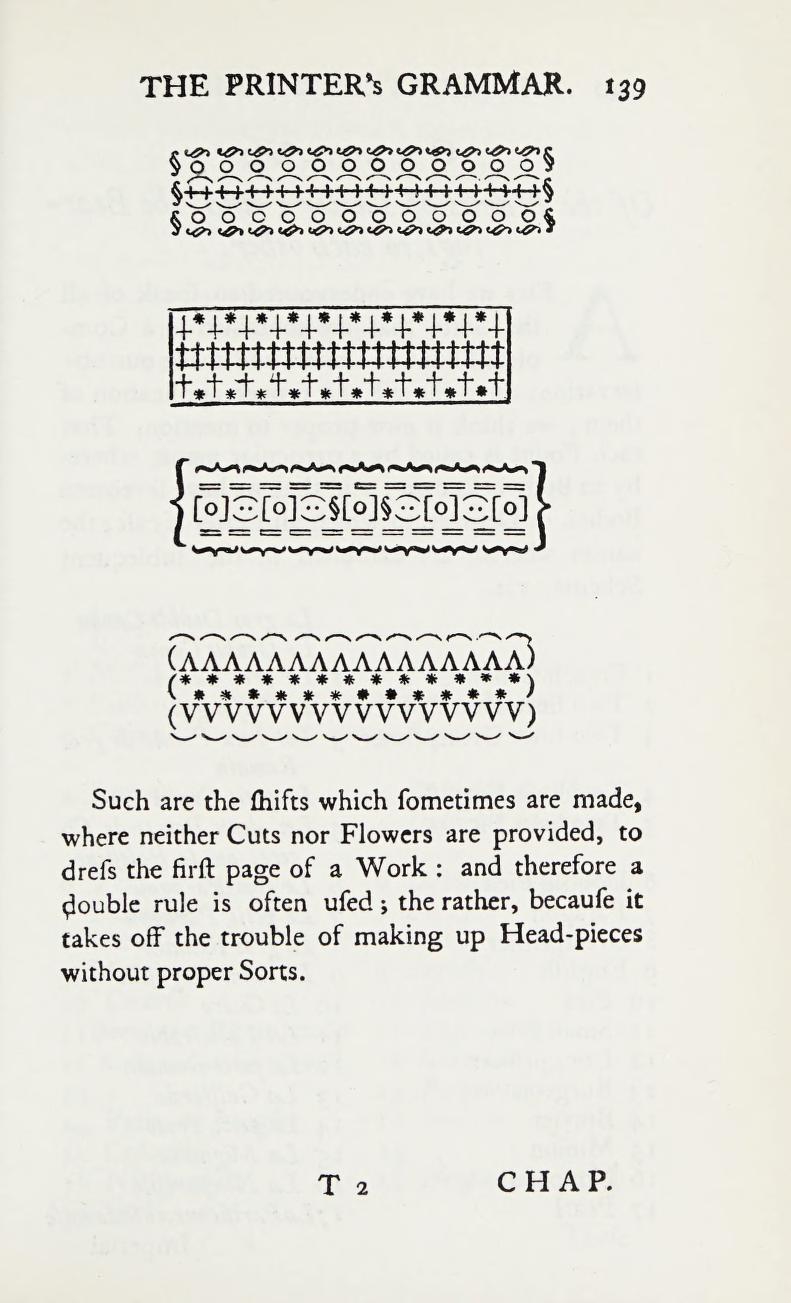 THE PRINTER's GRAMMAR. 139
Such are the ſhifts which ſometimes are made,
where neither Cuts nor Flowers are provided, to
dreſs the firſt page of a Work : and therefore a
double rule is often uſed ; the rather, becauſe it
takes off the trouble of making up Head-pieces
without proper Sorts.
T 2 CHAP.